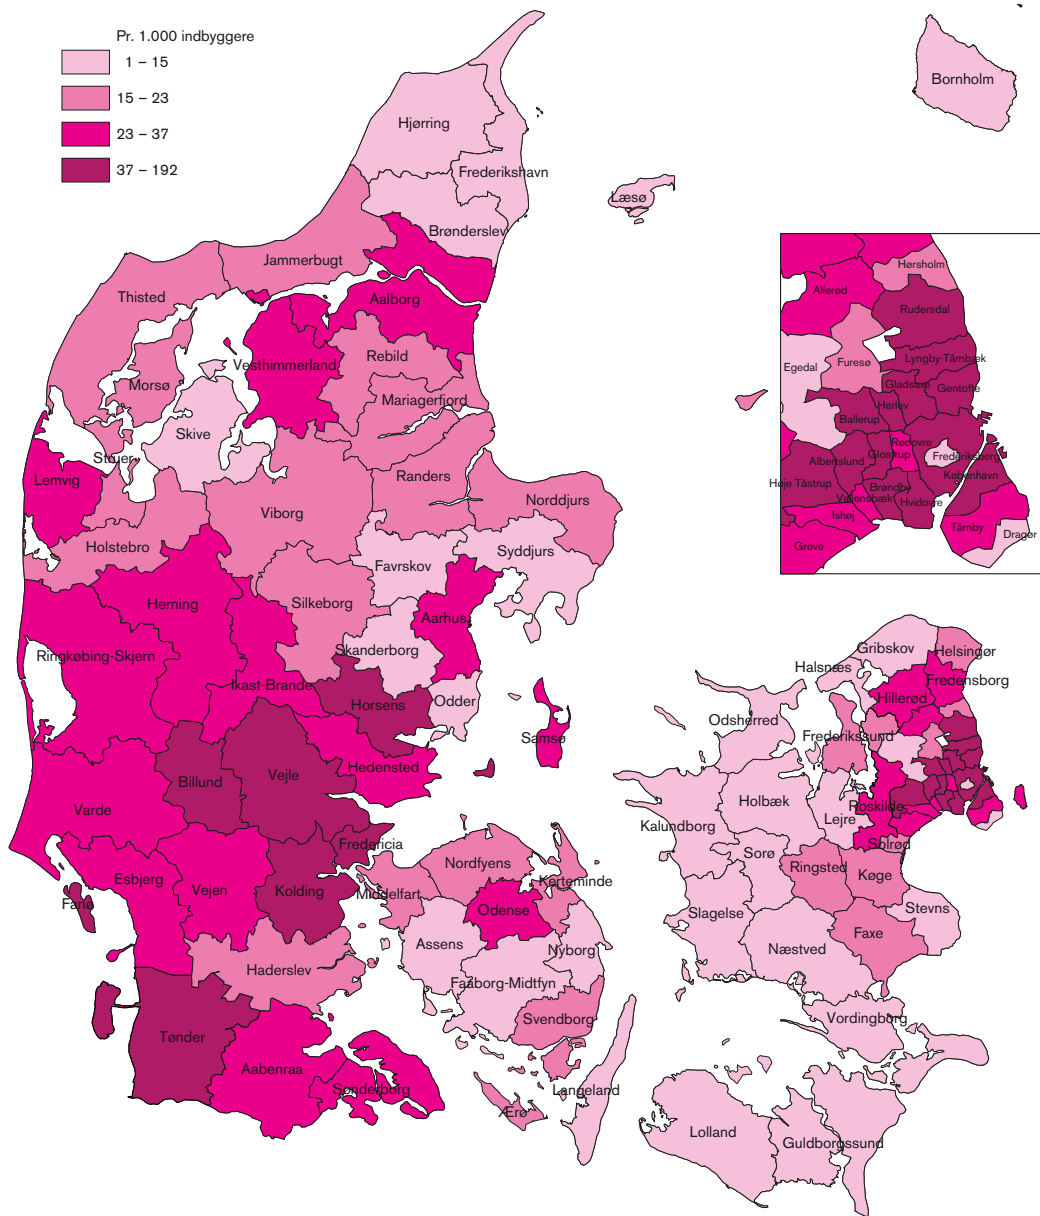 Pr. 1.000 indbyggere
1 – 15
15 – 23
23 – 37
37 – 192
Bornholm
Hjørring
Frederikshavn
Læsø
Brønderslev
Jammerbugt
Thisted
Aalborg
Vesthimmerland
Rebild
Morsø
Mariagerfjord
Skive
Struer
Lemvig
Randers
Norddjurs
Viborg
Holstebro
Syddjurs
Favrskov
Herning
Silkeborg
Aarhus
Skanderborg
Ringkøbing-Skjern
Ikast-Brande
Horsens
Odder
Samsø
Hedensted
Billund
Vejle
Varde
Fredericia
Esbjerg
Vejen
Kolding
Fanø
Middelfart
Nordfyens
Kerteminde
Odense
Assens
Nyborg
Haderslev
Faaborg-Midtfyn
Svendborg
Tønder
Aabenraa
Sønderborg
Langeland
Ærø
Hørsholm
Allerød
Rudersdal
Egedal
Furesø
Lyngby-Tårnbæk
Gladsaxe
Gentofte
Herlev
Ballerup
Rødovre
Glostrup
Frederiksberg
Albertslund
København
Høje Tåstrup
Brøndby
Vallensbæk
Hvidovre
Ishøj
Tårnby
Dragør
Greve
Gribskov
Helsingør
Halsnæs
Fredensborg
Hillerød
Odsherred
Frederikssund
Holbæk
Roskilde
Lejre
Kalundborg
Solrød
Sorø
Ringsted
Køge
Stevns
Slagelse
Faxe
Næstved
Vordingborg
Lolland
Guldborgssund